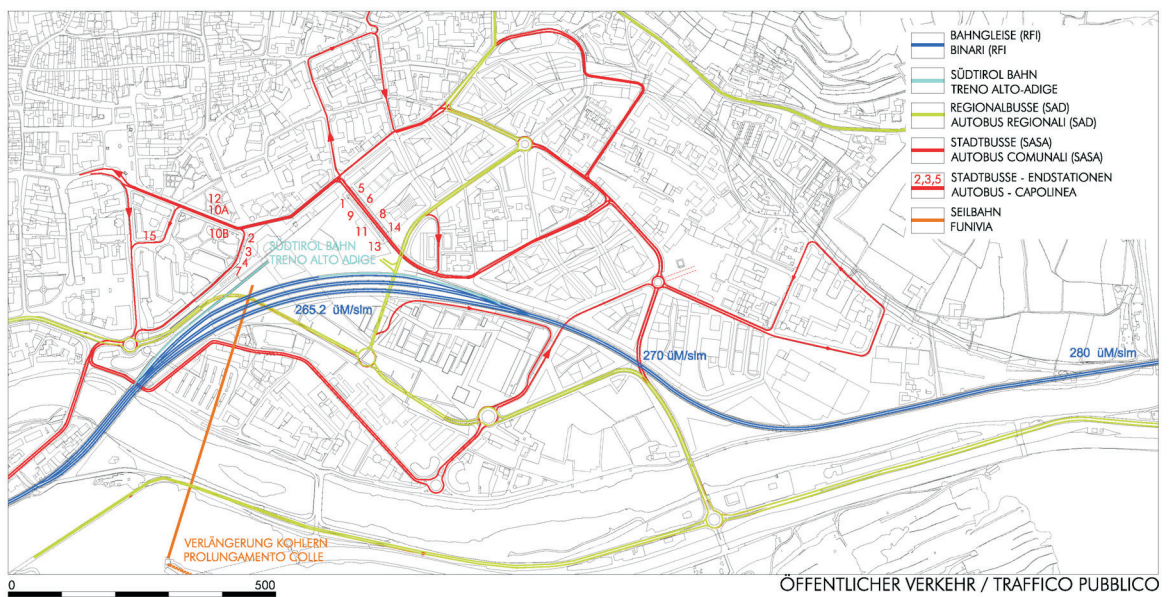 BAHNGLEISE (RFI)
BINARI (RFI
SÜDTIROL BAHN
TRENO ALTO-ADIGE
REGIONALBUSSE (SAD)
AUTOBUS REGIONALI (SAD)
STADTBUSSE (SASA)
AUTOBUS COMUNALI (SASA)
2,3,5 STADTBUSSE - ENDSTATIONEN
AUTOBUS - CAPOLINEA
SEILBAHN
FUNIVIA
12
10A
10B
15
2
3
4
7
5
1
6
9
8
11
14
13
SÜDTIROL BAHN
TRENO ALTO ADIGE
265.2 üM/slm
270 üM/slm
280 üM/slm
VERLÄNGERUNG KOHLERN
PROLUNGAMENTO COLLE
0 500
ÖFFENTLICHER VERKEHR / TRAFFICO PUBBLICO